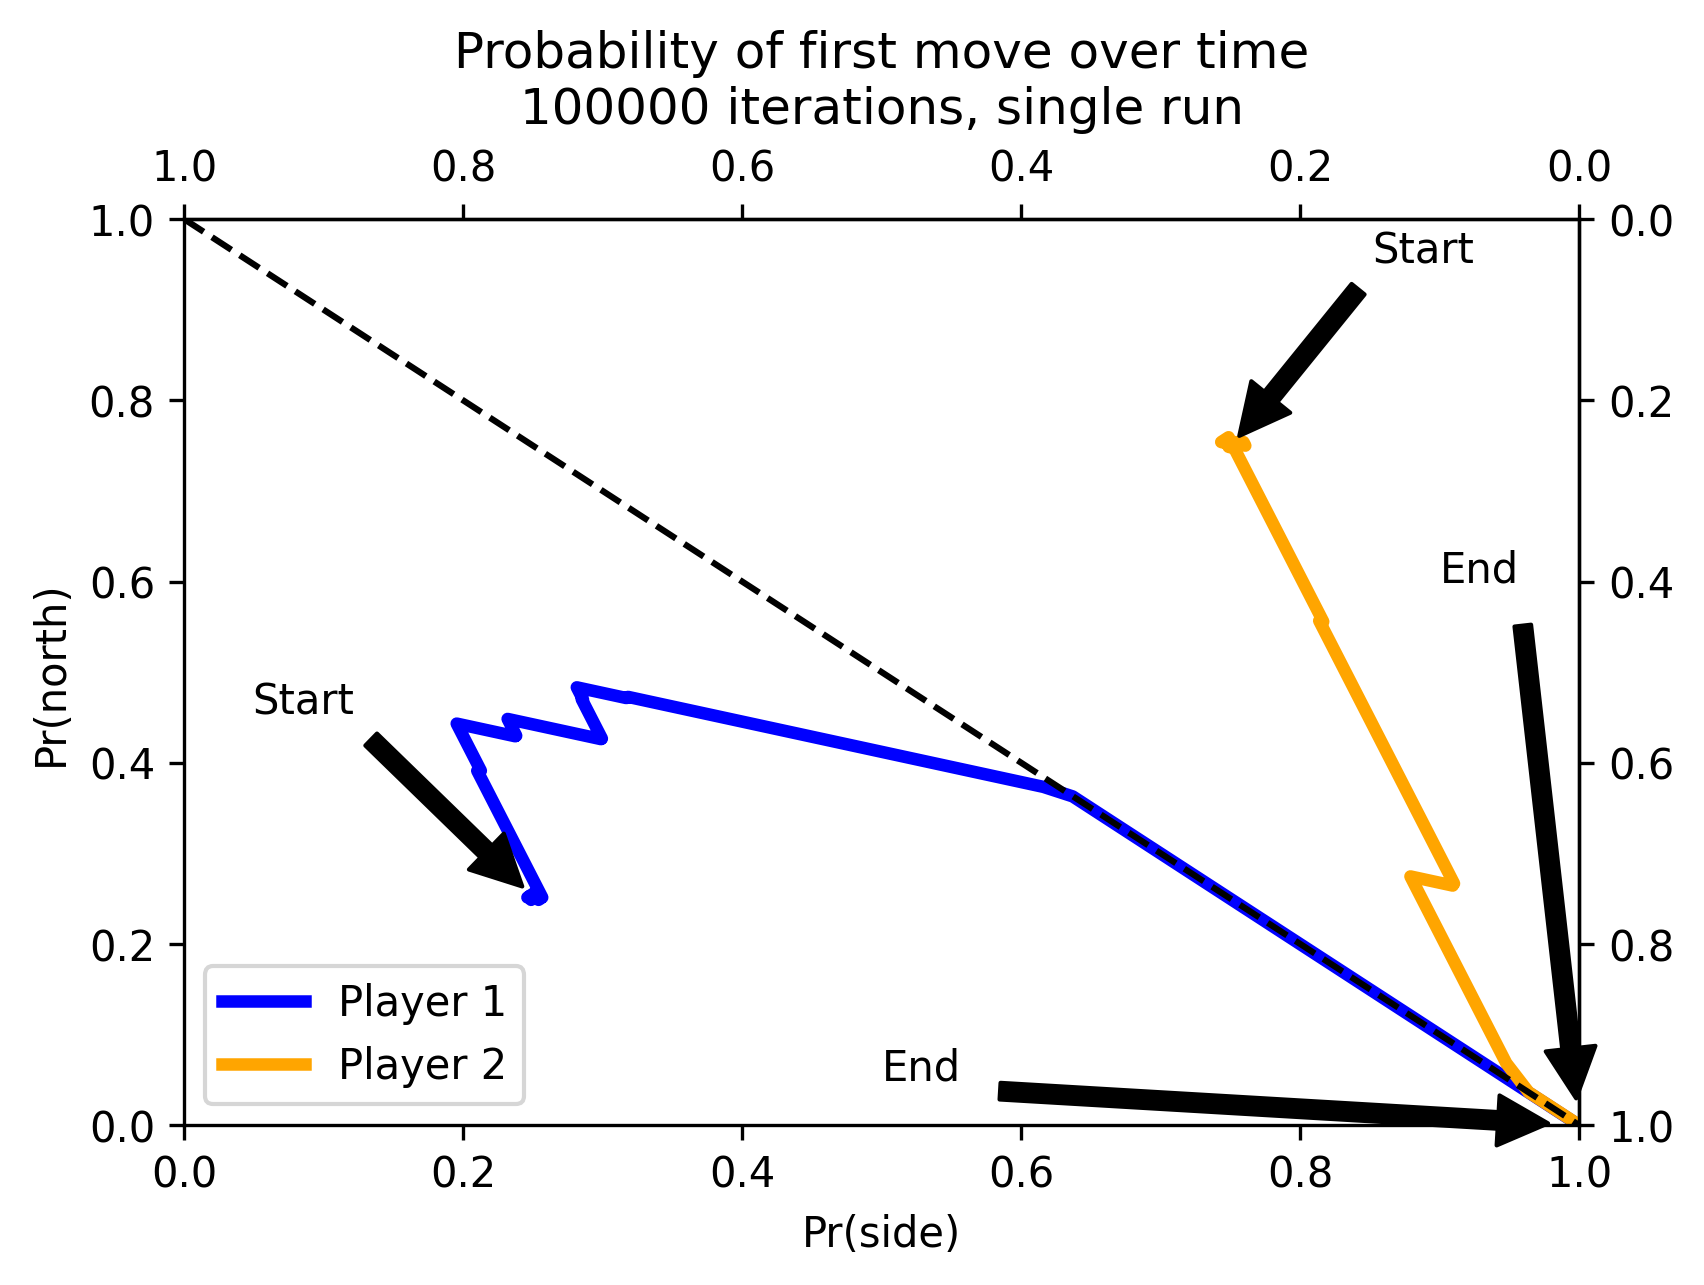 Probability of first move over time
100000 iterations, single run
1.0 0.8 0.6 0.4 0.2 0.0
1.0
0.8
0.6
0.4
0.2
0.0
Pr(north)
0.0
0.2
0.4
0.6
0.8
1.0
Start
End
Start
End
Player 1
Player 2
0.0 0.2 0.4 0.6 0.8 1.0
Pr(side)